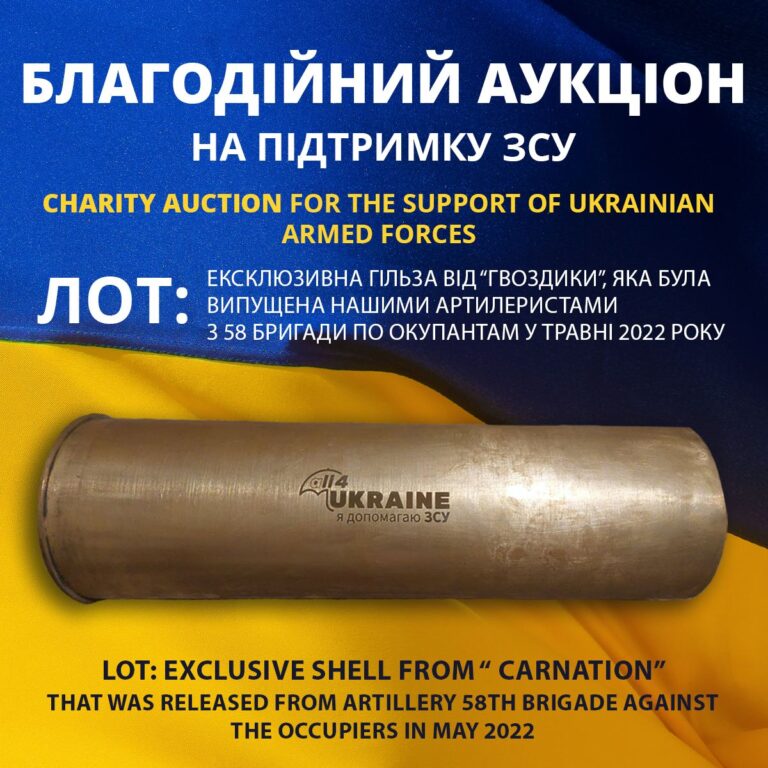 БЛАГОДІЙНИЙ АУКЦІОН
НА ПІДТРИМКУ ЗСУ
CHARITY AUCTION FOR THE SUPPORT OF UKRAINIAN
ARMED FORCES
ЛОТ:
ЕКСКЛЮЗИВНА ГІЛЬЗА ВІД “ГВОЗДИКИ”, ЯКА БУЛА
ВИПУЩЕНА НАШИМИ АРТИЛЕРИСТАМИ
З 58 БРИГАДИ ПО ОКУПАНТАМ У ТРАВНІ 2022 РОКУ
all4
UKRAINE
я допомагаю ЗСУ
LOT: EXCLUSIVE SHELL FROM “ CARNATION”
THAT WAS RELEASED FROM ARTILLERY 58TH BRIGADE AGAINST
THE OCCUPIERS IN MAY 2022